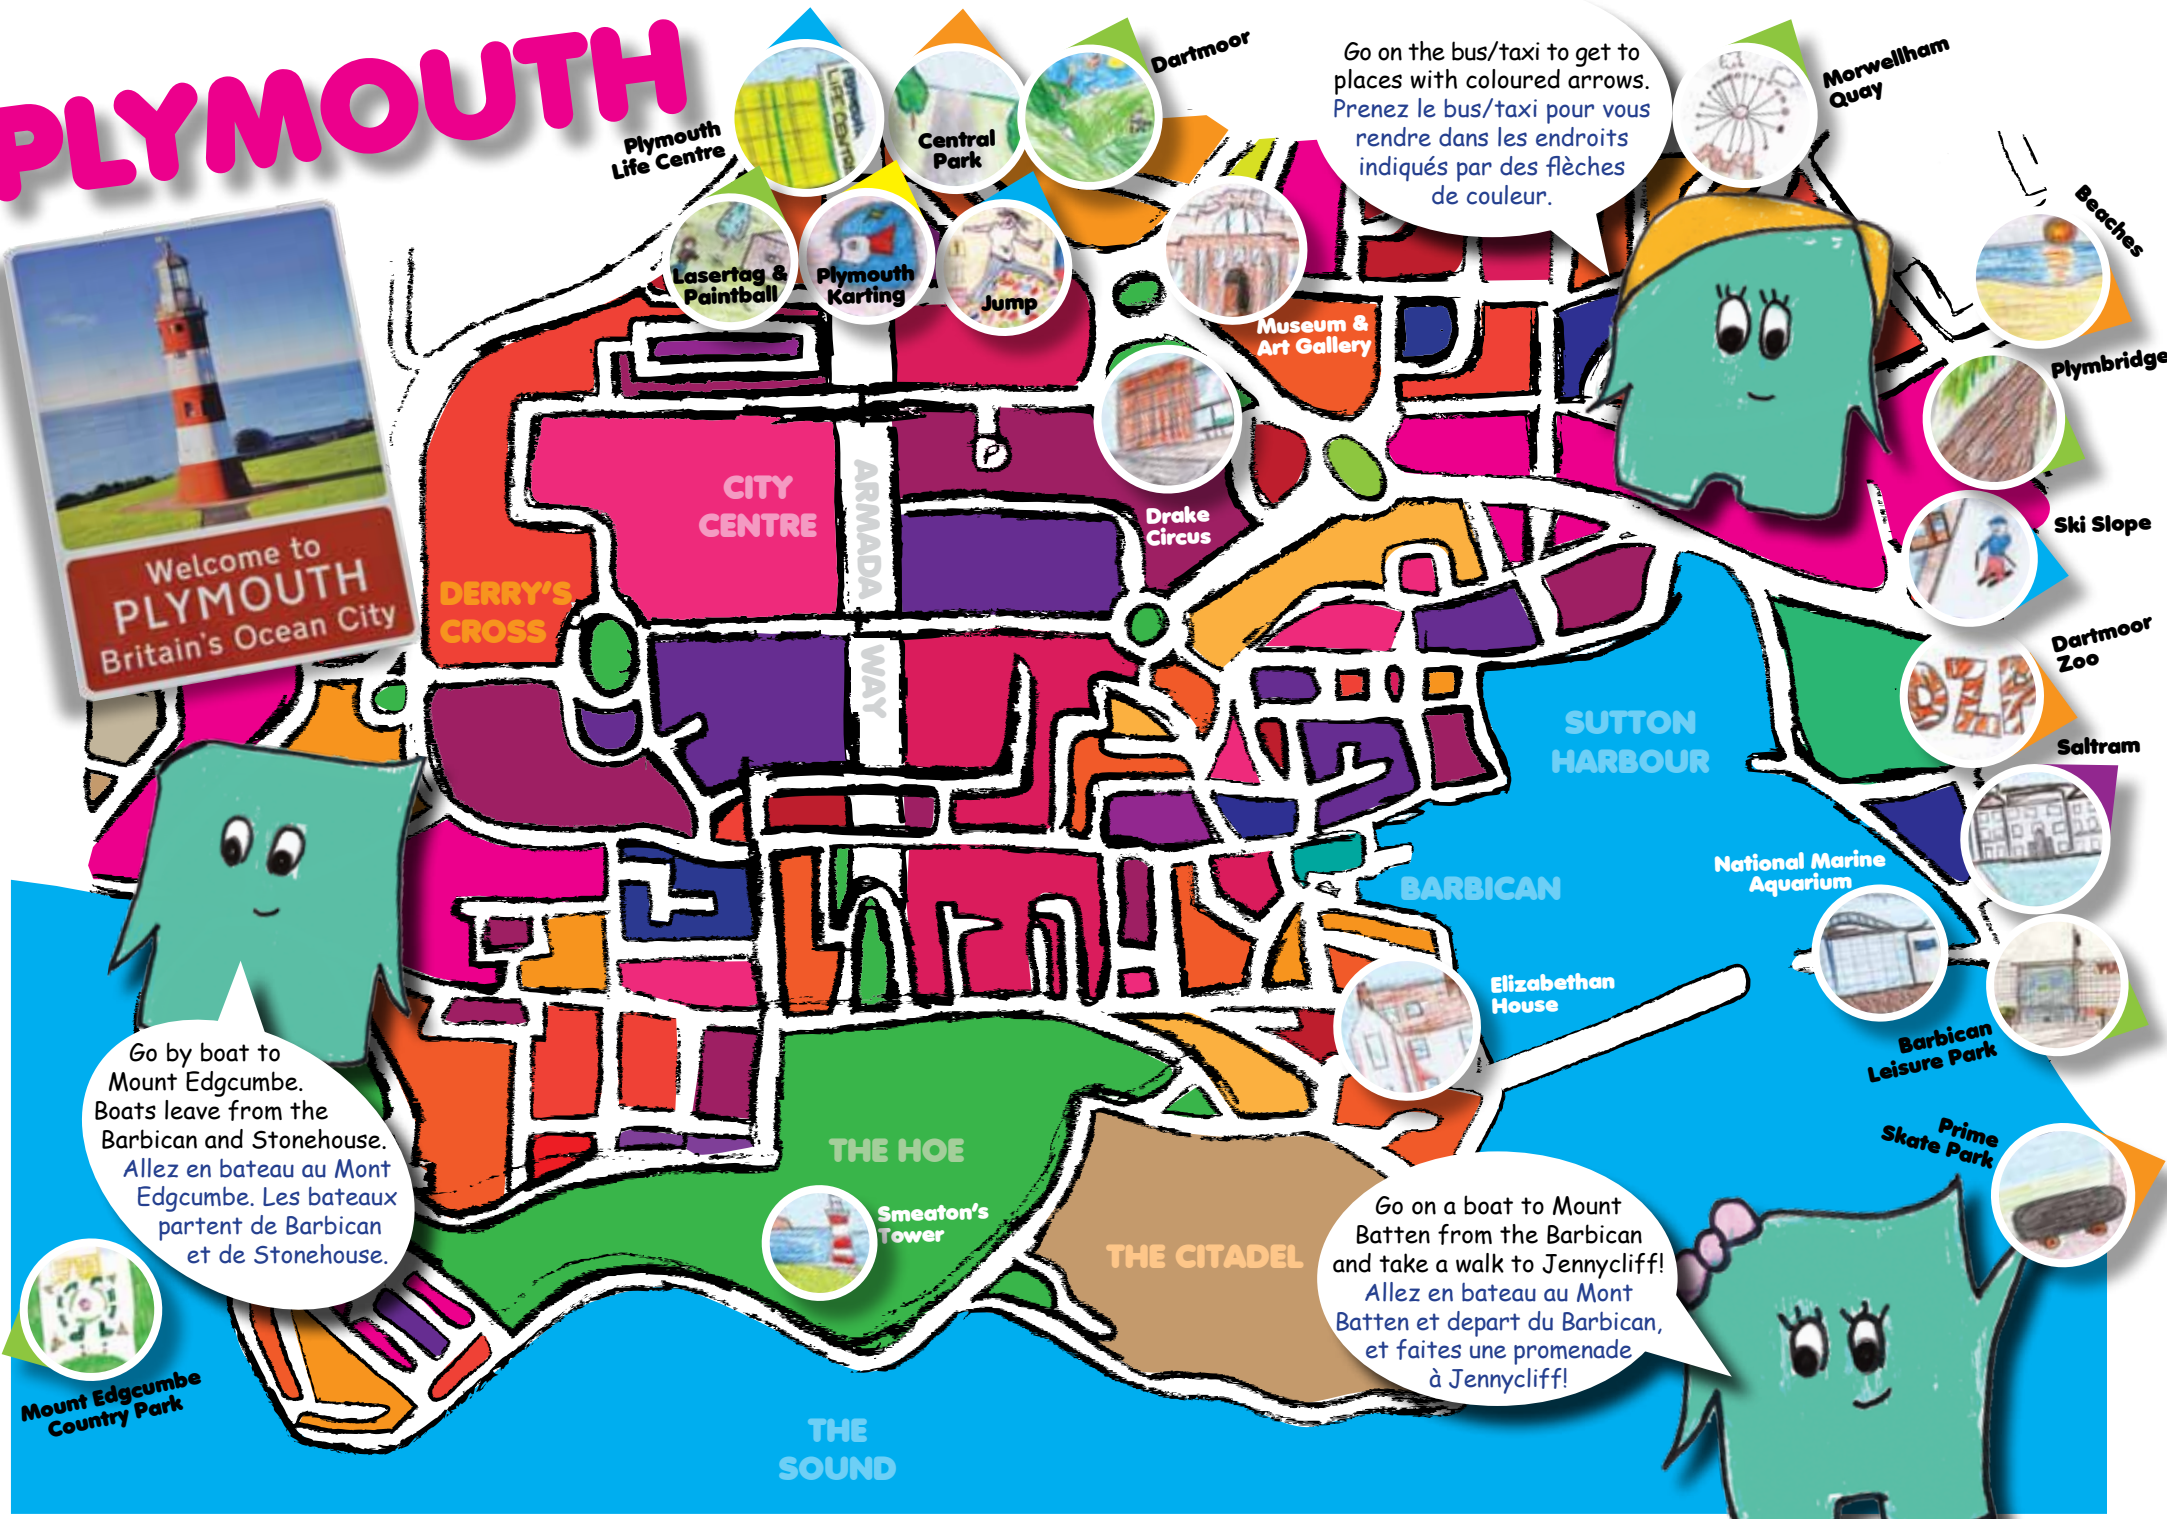 PLYMOUTH
Welcome to
PLYMOUTH
Britain's Ocean City
Plymouth
Life Centre
PLYMOUTH
LIFE CENTRE
Central
Park
Dartmoor
Lasertag &
Paintball
Plymouth
Karting
Jump
Go on the bus/taxi to get to
places with coloured arrows.
Prenez le bus/taxi pour vous
rendre dans les endroits
indiqués par des flèches
de couleur.
Morwellham
Quay
Beaches
Plymbridge
Ski Slope
Dartmoor
Zoo
DZP
Saltram
Museum &
Art Gallery
Drake
Circus
CITY
CENTRE
ARMADA
WAY
DERRY'S
CROSS
SUTTON
HARBOUR
BARBICAN
National Marine
Aquarium
Elizabethan
House
Barbican
Leisure Park
Prime
Skate Park
Go by boat to
Mount Edgcumbe.
Boats leave from the
Barbican and Stonehouse.
Allez en bateau au Mont
Edgcumbe. Les bateaux
partent de Barbican
et de Stonehouse.
THE HOE
Smeaton's
Tower
THE CITADEL
Go on a boat to Mount
Batten from the Barbican
and take a walk to Jennycliff!
Allez en bateau au Mont
Batten et depart du Barbican,
et faites une promenade
à Jennycliff!
Mount Edgcumbe
Country Park
THE
SOUND